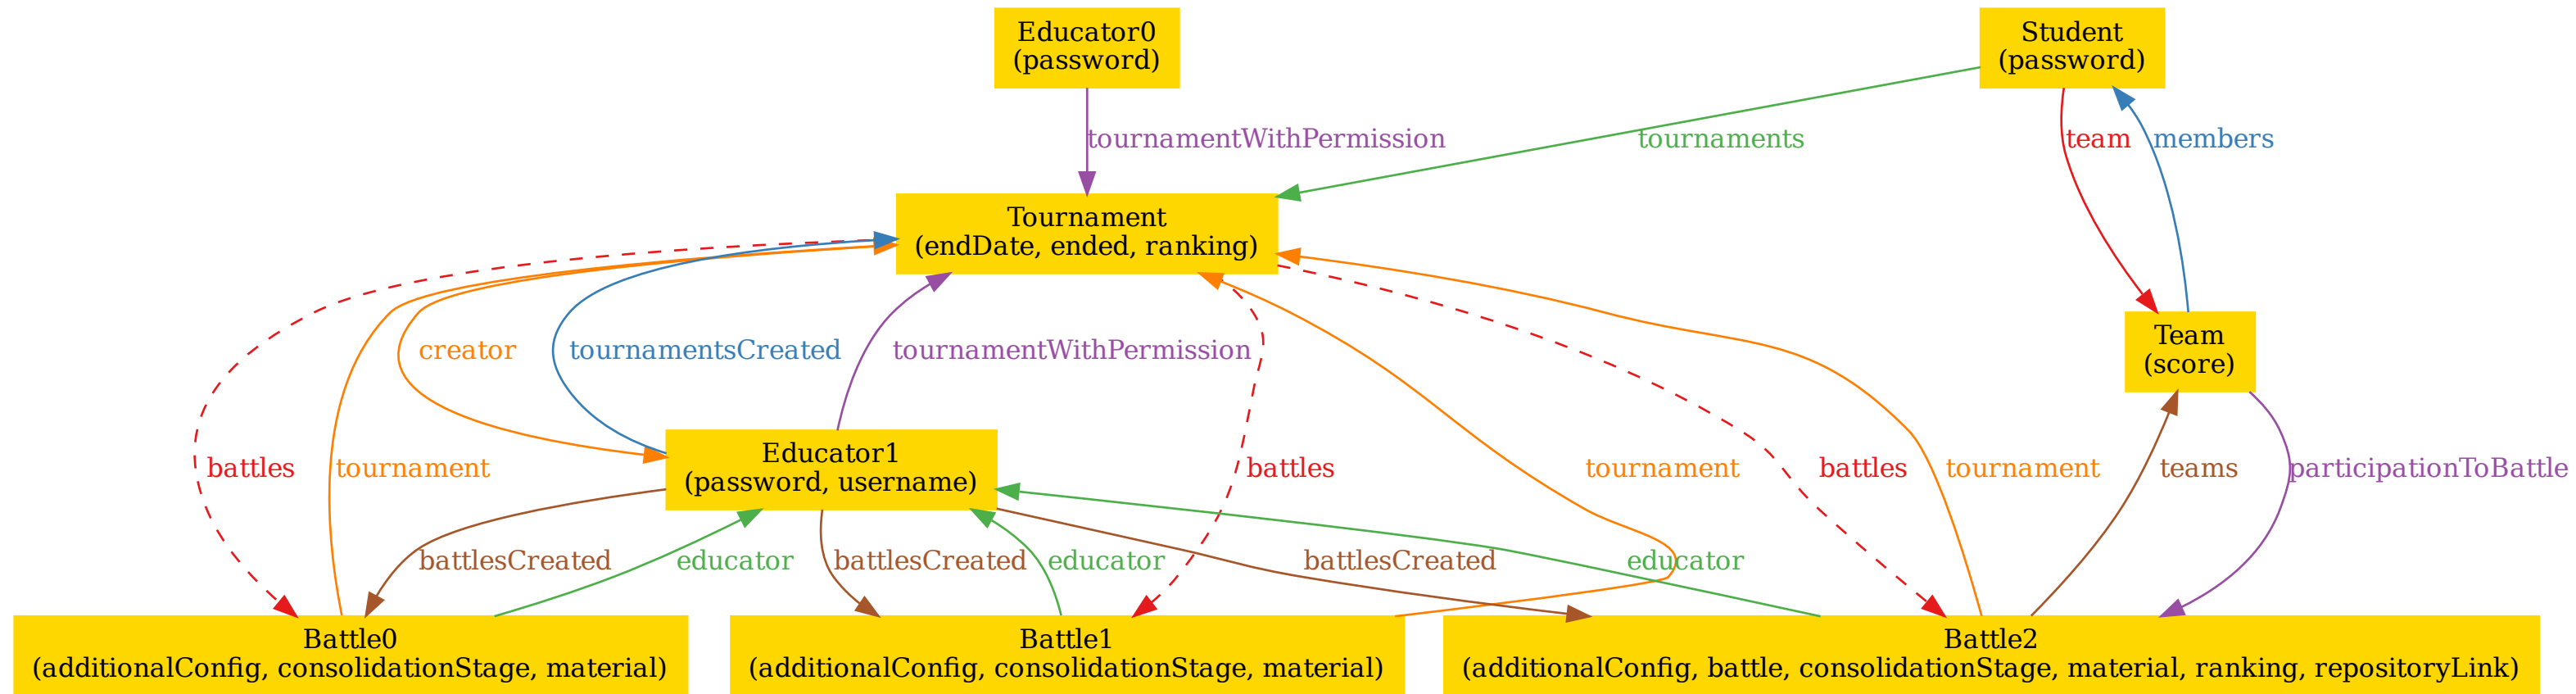 Educator0
(password)
Student
(password)
tournamentWithPermission
tournaments
team
members
Tournament
(endDate, ended, ranking)
creator
tournamentsCreated
tournamentWithPermission
Team
(score)
battles
tournament
Educator1
(password, username)
battles
tournament
battles
tournament
teams
participationToBattle
battlesCreated
educator
battlesCreated
educator
battlesCreated
educator
Battle0
(additionalConfig, consolidationStage, material)
Battle1
(additionalConfig, consolidationStage, material)
Battle2
(additionalConfig, battle, consolidationStage, material, ranking, repositoryLink)